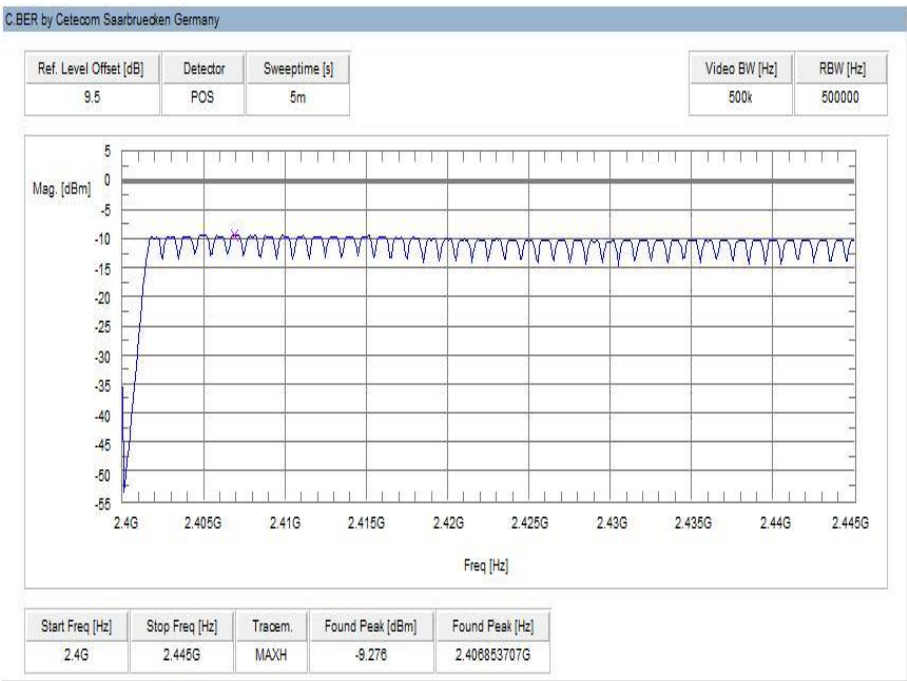 C.BER by Cetecom Saarbruecken Germany
Ref. Level Offset [dB] Detector Sweeptime [s] Video BW [Hz] RBW [Hz]
9.5 POS 5m 500k 500000
Mag. [dBm]
5
0
-5
-10
-15
-20
-25
-30
-35
-40
-45
-50
-55
2.4G 2.405G 2.41G 2.415G 2.42G 2.425G 2.43G 2.435G 2.44G 2.445G
Freq [Hz]
Start Freq [Hz] Stop Freq [Hz] Tracem. Found Peak [dBm] Found Peak [Hz]
2.4G 2.445G MAXH -9.276 2.406853707G